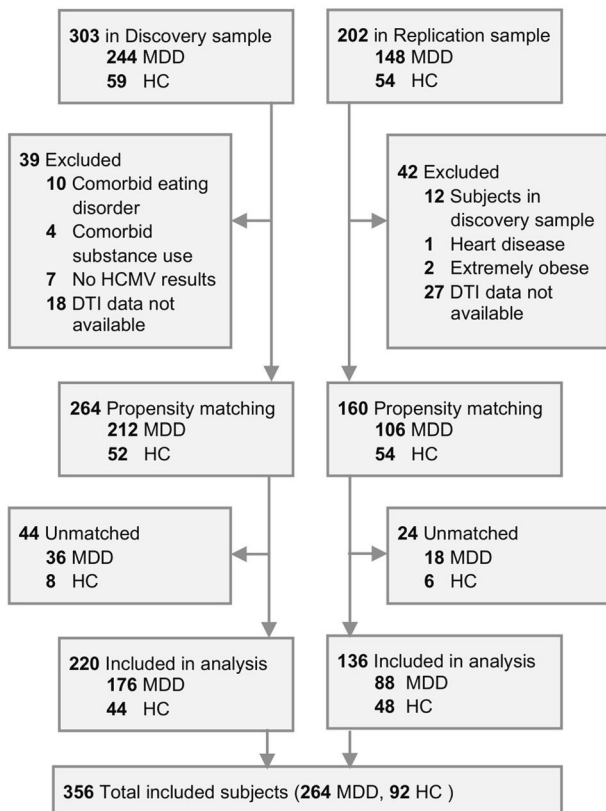 303 in Discovery sample
244 MDD
59 HC
202 in Replication sample
148 MDD
54 HC
39 Excluded
10 Comorbid eating
disorder
4 Comorbid
substance use
7 No HCMV results
18 DTI data not
available
42 Excluded
12 Subjects in
discovery sample
1 Heart disease
2 Extremely obese
27 DTI data not
available
264 Propensity matching
212 MDD
52 HC
160 Propensity matching
106 MDD
54 HC
44 Unmatched
36 MDD
8 HC
24 Unmatched
18 MDD
6 HC
220 Included in analysis
176 MDD
44 HC
136 Included in analysis
88 MDD
48 HC
356 Total included subjects (264 MDD, 92 HC )